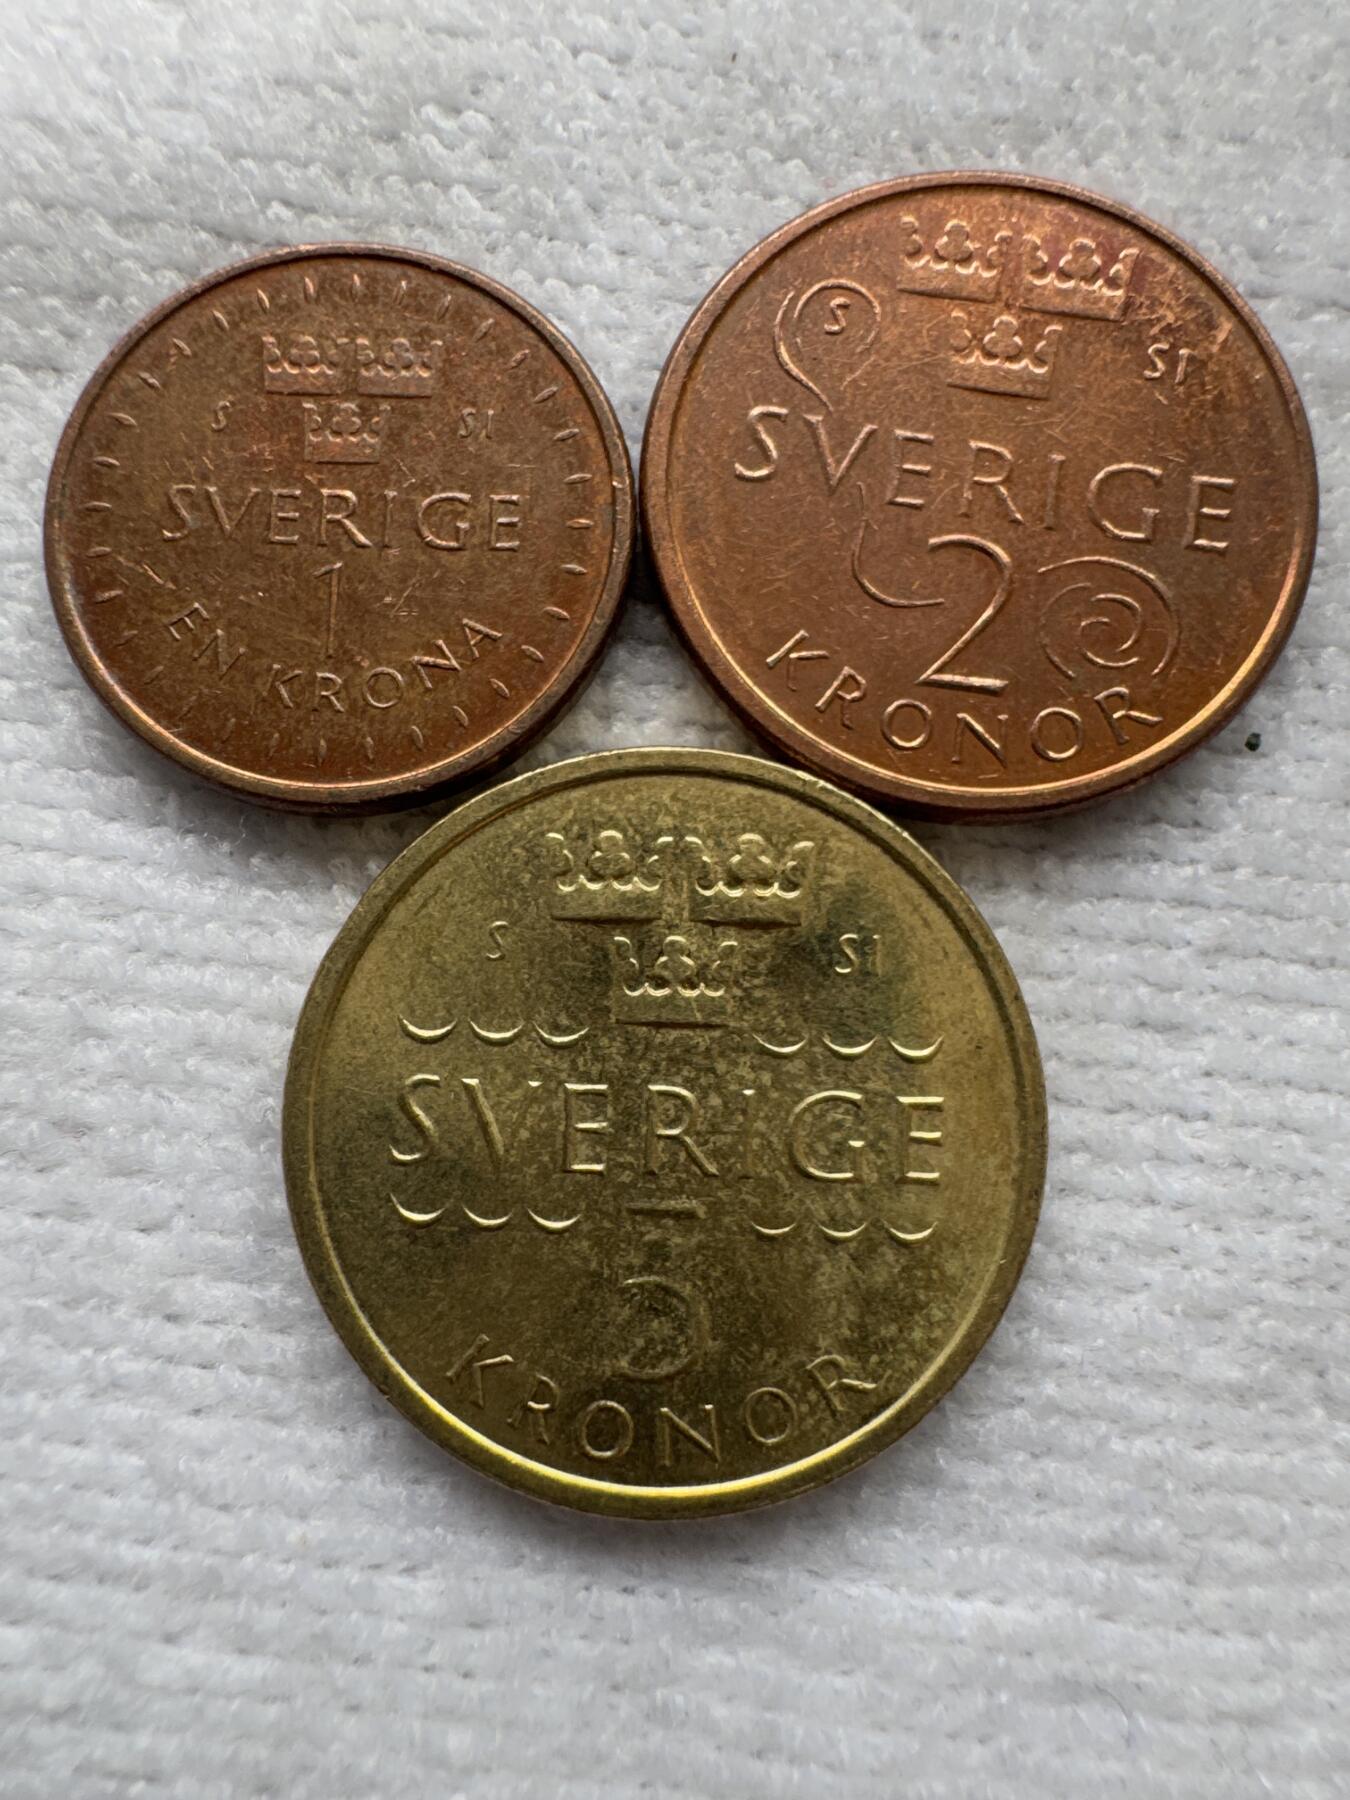 S SI
SVERIGE
1
EN KRONA
S SI
SVERIGE
2
KRONOR
S SI
SVERIGE
5
KRONOR